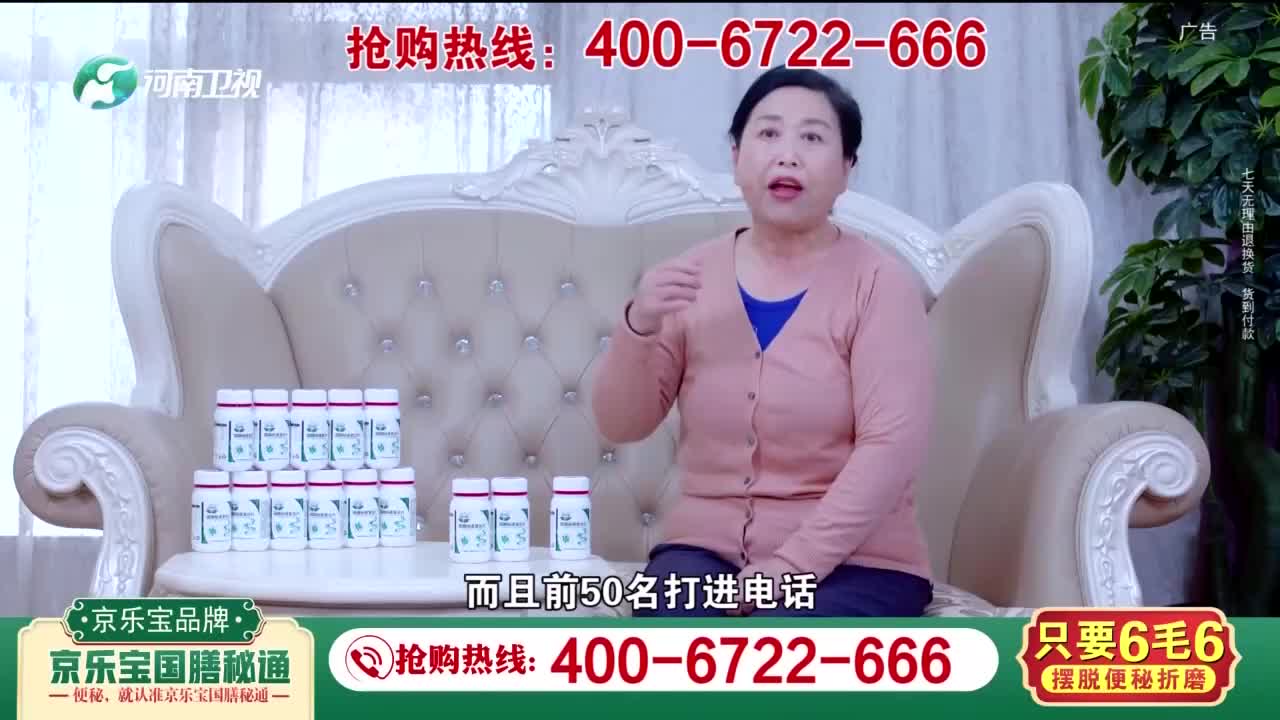 抢购热线：400-6722-666
广告
河南卫视
七天无理由退换货 货到付款
而且前50名打进电话
京乐宝品牌
京乐宝国膳秘通
便秘，就认准京乐宝国膳秘通
抢购热线：400-6722-666
只要6毛6
摆脱便秘折磨